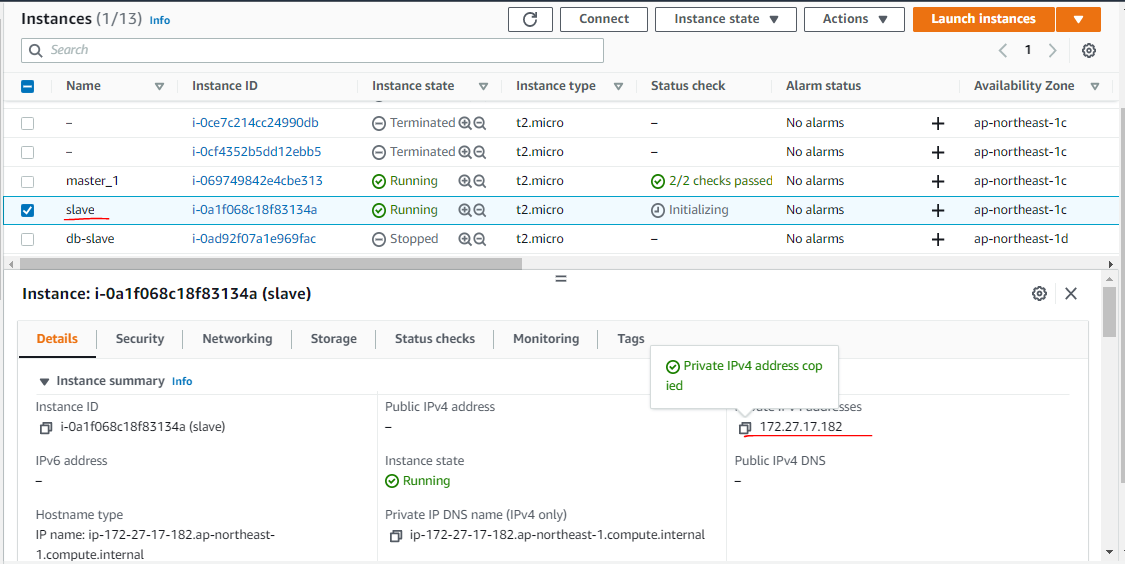 Instances (1/13) Info
Connect
Instance state
Actions
Launch instances
Search
1
Name Instance ID Instance state Instance type Status check Alarm status Availability Zone
– i-0ce7c214cc24990db Terminated t2.micro – No alarms + ap-northeast-1c
– i-0cf4352b5dd12ebb5 Terminated t2.micro – No alarms + ap-northeast-1c
master_1 i-069749842e4cbe313 Running t2.micro 2/2 checks passed No alarms + ap-northeast-1c
slave i-0a1f068c18f83134a Running t2.micro Initializing No alarms + ap-northeast-1c
db-slave i-0ad92f07a1e969fac Stopped t2.micro – No alarms + ap-northeast-1d
Instance: i-0a1f068c18f83134a (slave)
Details Security Networking Storage Status checks Monitoring Tags
Private IPv4 address cop
ied
Instance summary Info
Instance ID Public IPv4 address IPv4 addresses
i-0a1f068c18f83134a (slave) – 172.27.17.182
IPv6 address Instance state Public IPv4 DNS
– Running –
Hostname type Private IP DNS name (IPv4 only)
IP name: ip-172-27-17-182.ap-northeast- ip-172-27-17-182.ap-northeast-1.compute.internal
1.compute.internal